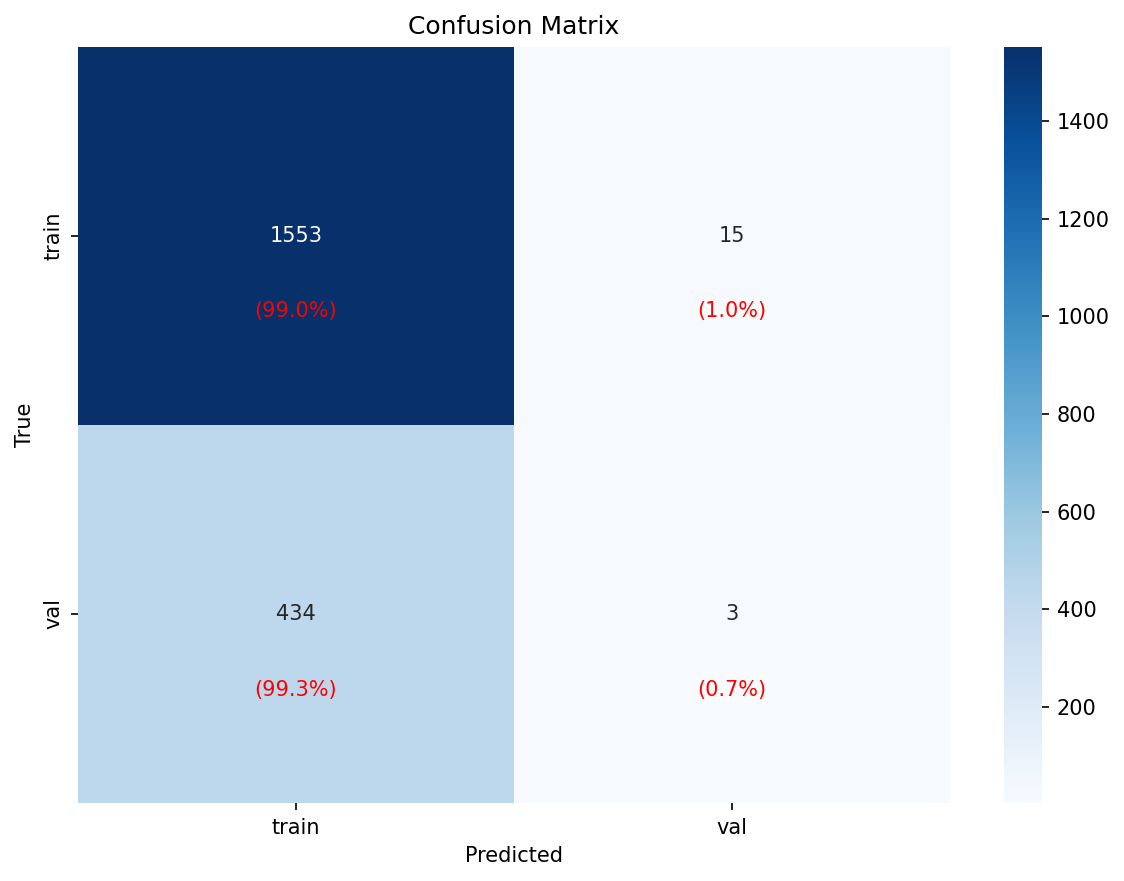 Confusion Matrix
train
1553
15
(99.0%)
(1.0%)
True
val
434
3
(99.3%)
(0.7%)
train
val
Predicted
1400
1200
1000
800
600
400
200